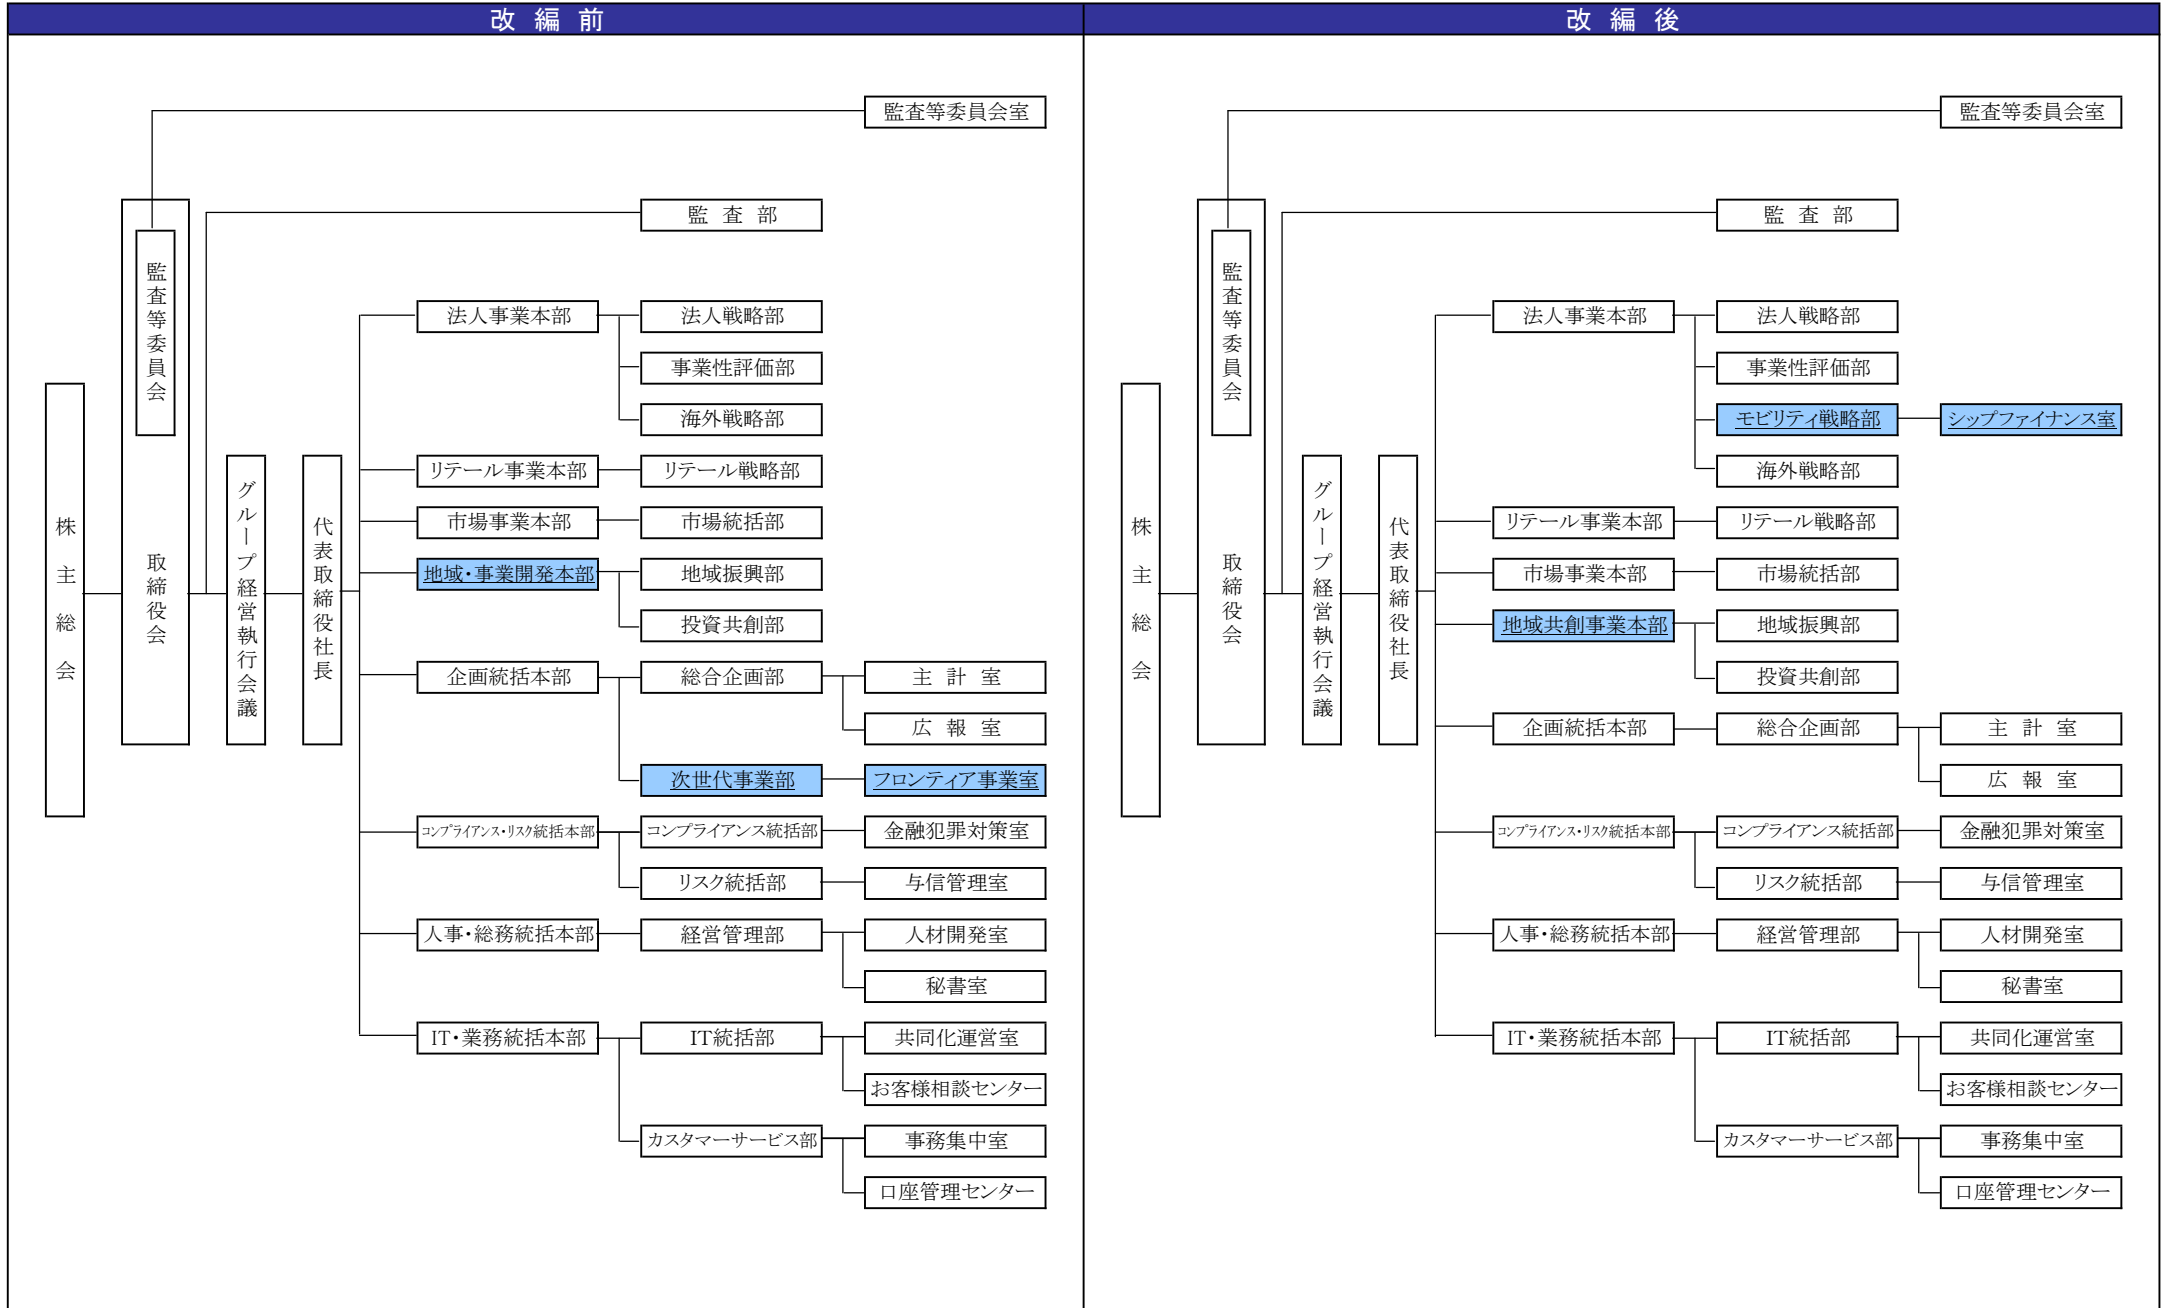 改 編 前
監査等委員会室
監 査 部
監査等委員会
法人事業本部
法人戦略部
事業性評価部
海外戦略部
リテール事業本部
リテール戦略部
市場事業本部
市場統括部
地域・事業開発本部
地域振興部
投資共創部
株主総会
取締役会
グループ経営執行会議
代表取締役社長
企画統括本部
総合企画部
主 計 室
広 報 室
次世代事業部
フロンティア事業室
コンプライアンス・リスク統括本部
コンプライアンス統括部
金融犯罪対策室
リスク統括部
与信管理室
人事・総務統括本部
経営管理部
人材開発室
秘書室
IT・業務統括本部
IT統括部
共同化運営室
お客様相談センター
カスタマーサービス部
事務集中室
口座管理センター
改 編 後
監査等委員会室
監 査 部
監査等委員会
法人事業本部
法人戦略部
事業性評価部
モビリティ戦略部
シップファイナンス室
海外戦略部
リテール事業本部
リテール戦略部
市場事業本部
市場統括部
地域共創事業本部
地域振興部
投資共創部
株主総会
取締役会
グループ経営執行会議
代表取締役社長
企画統括本部
総合企画部
主 計 室
広 報 室
コンプライアンス・リスク統括本部
コンプライアンス統括部
金融犯罪対策室
リスク統括部
与信管理室
人事・総務統括本部
経営管理部
人材開発室
秘書室
IT・業務統括本部
IT統括部
共同化運営室
お客様相談センター
カスタマーサービス部
事務集中室
口座管理センター